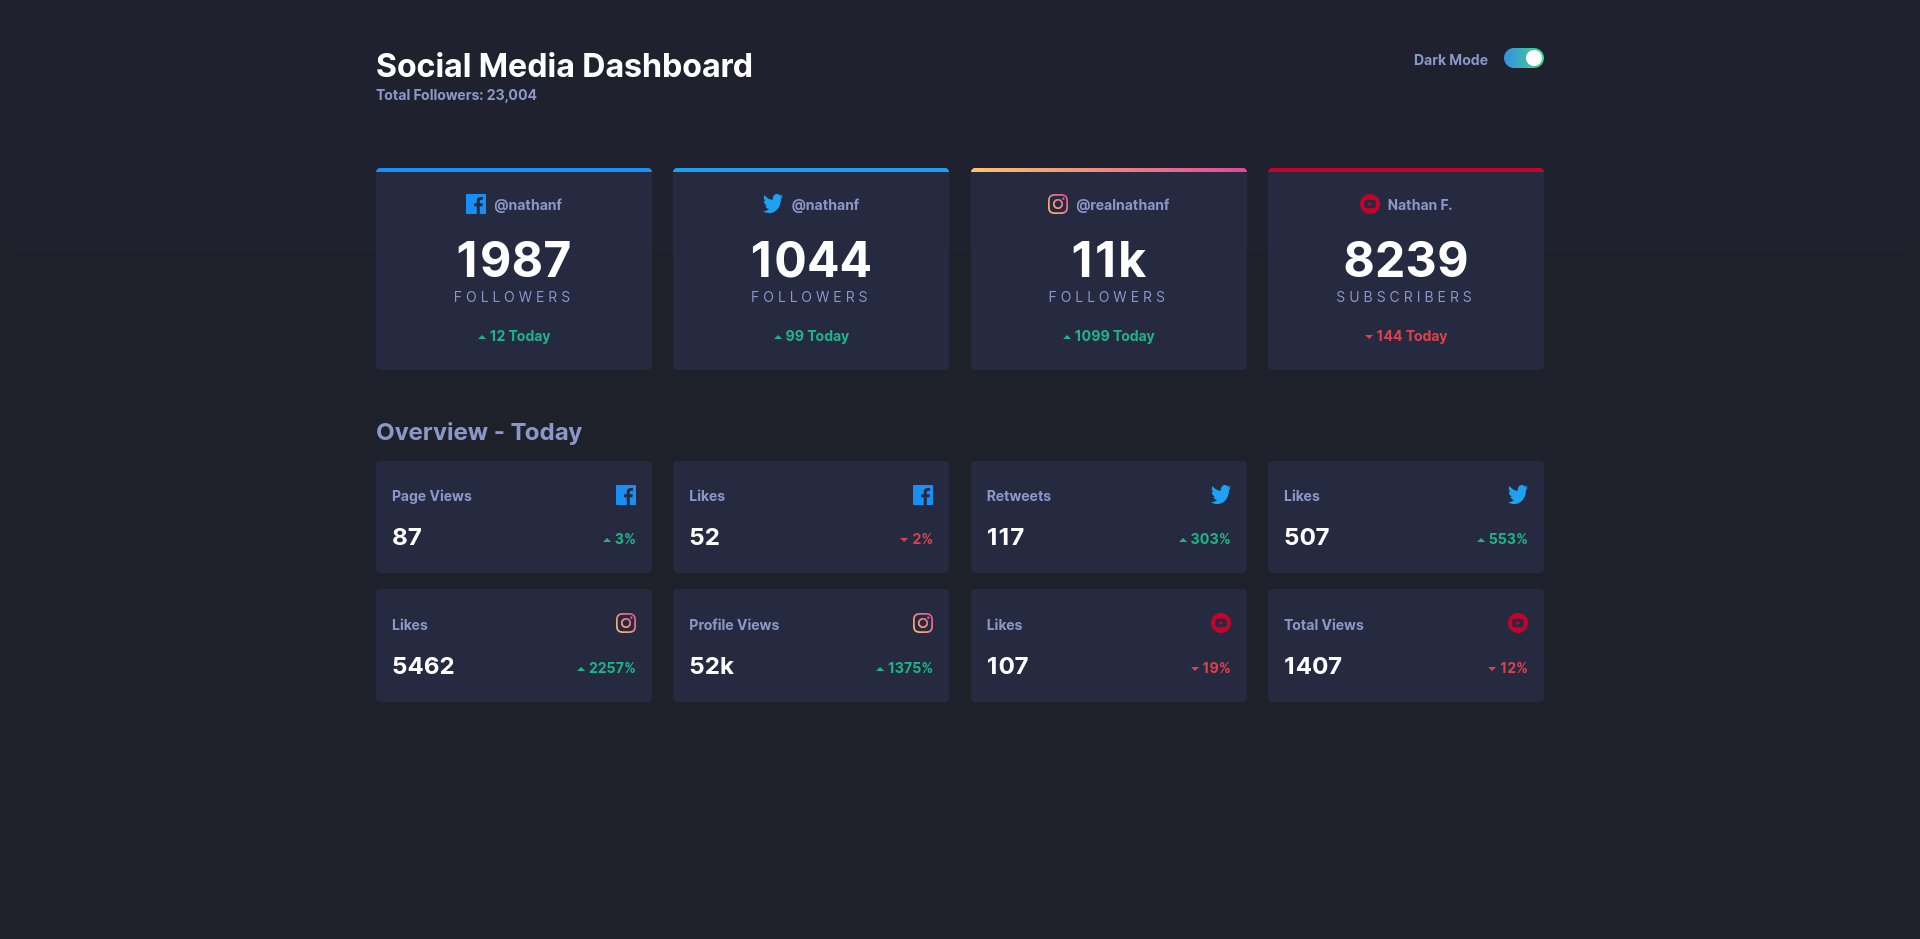 Social Media Dashboard
Total Followers: 23,004
Dark Mode
@nathanf
1987
FOLLOWERS
12 Today
@nathanf
1044
FOLLOWERS
99 Today
@realnathanf
11k
FOLLOWERS
1099 Today
Nathan F.
8239
SUBSCRIBERS
144 Today
Overview - Today
Page Views
87
3%
Likes
52
2%
Retweets
117
303%
Likes
507
553%
Likes
5462
2257%
Profile Views
52k
1375%
Likes
107
19%
Total Views
1407
12%